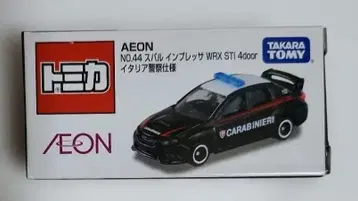 トミカ
AEON
NO.44 スバル インプレッサ WRX STI 4door
イタリア警察仕様
TAKARA
TOMY
CARABINIERI
ÆON